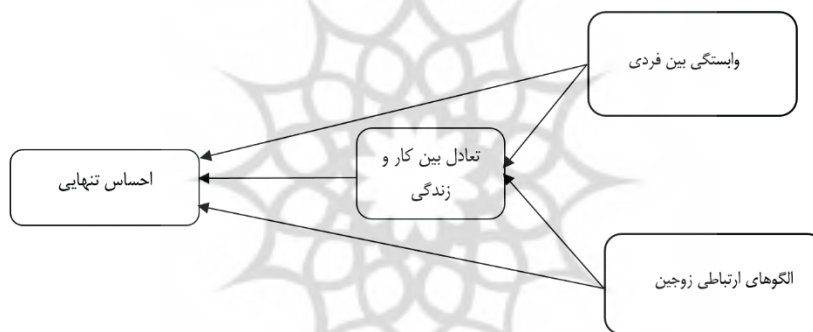 وابستگی بین فردی
تعادل بین کار و
زندگی
احساس تنهایی
الگوهای ارتباطی زوجین